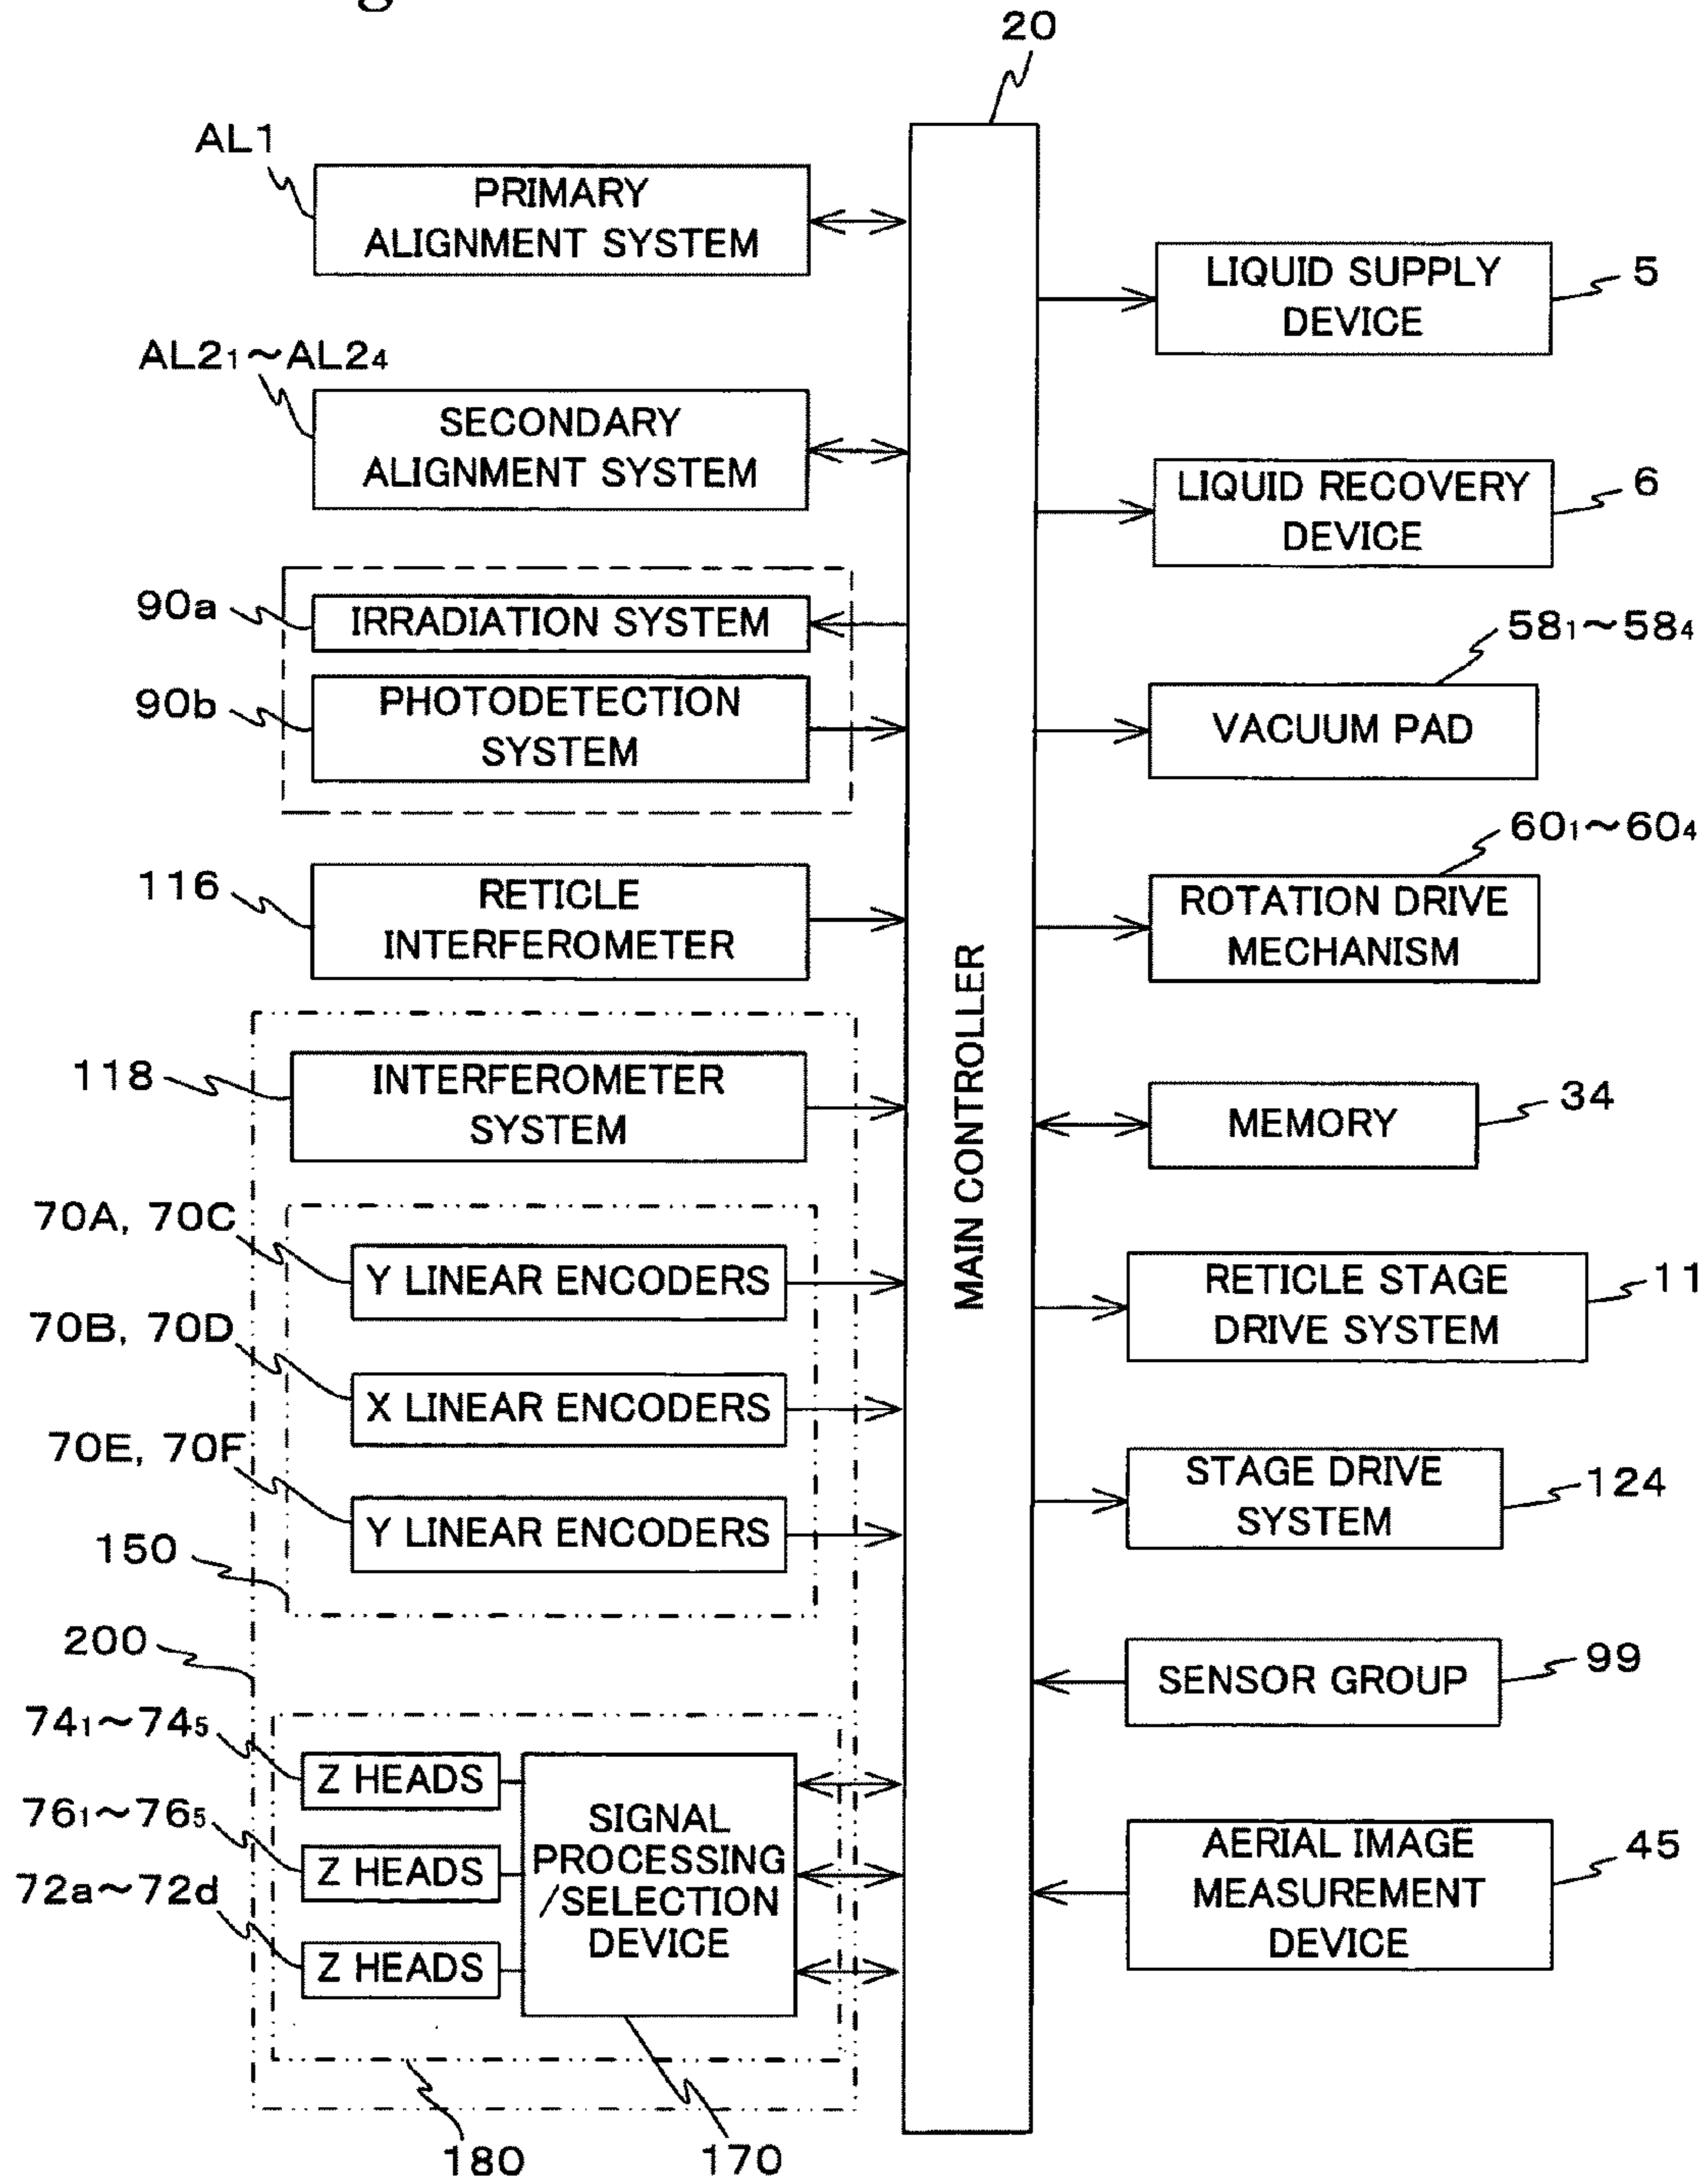 20
AL1
PRIMARY
ALIGNMENT SYSTEM
AL2₁~AL2₄
SECONDARY
ALIGNMENT SYSTEM
90a
IRRADIATION SYSTEM
90b
PHOTODETECTION
SYSTEM
116
RETICLE
INTERFEROMETER
118
INTERFEROMETER
SYSTEM
70A, 70C
Y LINEAR ENCODERS
70B, 70D
X LINEAR ENCODERS
70E, 70F
Y LINEAR ENCODERS
150
200
74₁~74₅
Z HEADS
76₁~76₅
Z HEADS
72a~72d
Z HEADS
SIGNAL
PROCESSING
/SELECTION
DEVICE
180
170
MAIN CONTROLLER
LIQUID SUPPLY
DEVICE
5
LIQUID RECOVERY
DEVICE
6
58₁~58₄
VACUUM PAD
60₁~60₄
ROTATION DRIVE
MECHANISM
MEMORY
34
RETICLE STAGE
DRIVE SYSTEM
11
STAGE DRIVE
SYSTEM
124
SENSOR GROUP
99
AERIAL IMAGE
MEASUREMENT
DEVICE
45